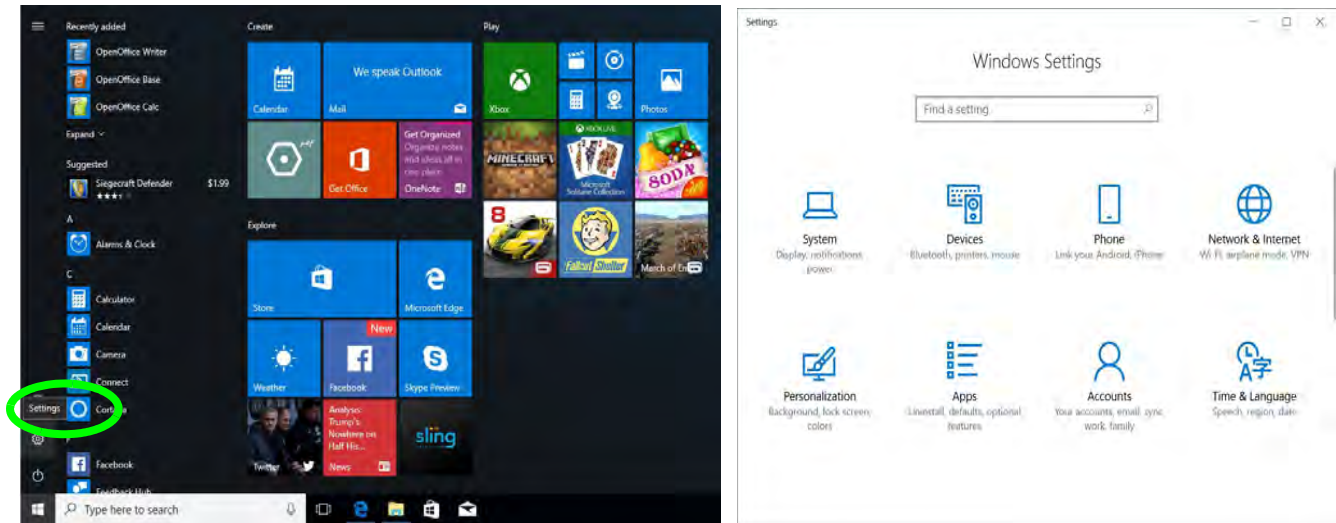 Recently added
OpenOffice Writer
OpenOffice Base
OpenOffice Calc
Expand
Suggested
Siegecraft Defender $1.99
A
Alarms & Clock
C
Calculator
Calendar
Camera
Connect
Settings
Facebook
Feedback Hub
Type here to search
Create
We speak Outlook
Calendar
Mail
Get Office
Get Organized
Organize notes
and ideas all in
one place
OneNote
Explore
Store
Microsoft Edge
New
Weather
Facebook
Skype Preview
Twitter
Analysis:
Trump's
Nowhere on
Half His...
News
sling
Play
Xbox
Photos
MINECRAFT
XBOX LIVE
Microsoft
Solitaire Collection
SODA
8
Fallout Shelter
March of Em
Settings
Windows Settings
Find a setting
System
Display, notifications,
power
Devices
Bluetooth, printers, mouse
Phone
Link your Android, iPhone
Network & Internet
Wi-Fi, airplane mode, VPN
Personalization
Background, lock screen,
colors
Apps
Uninstall, defaults, optional
features
Accounts
Your accounts, email, sync,
work, family
Time & Language
Speech, region, date